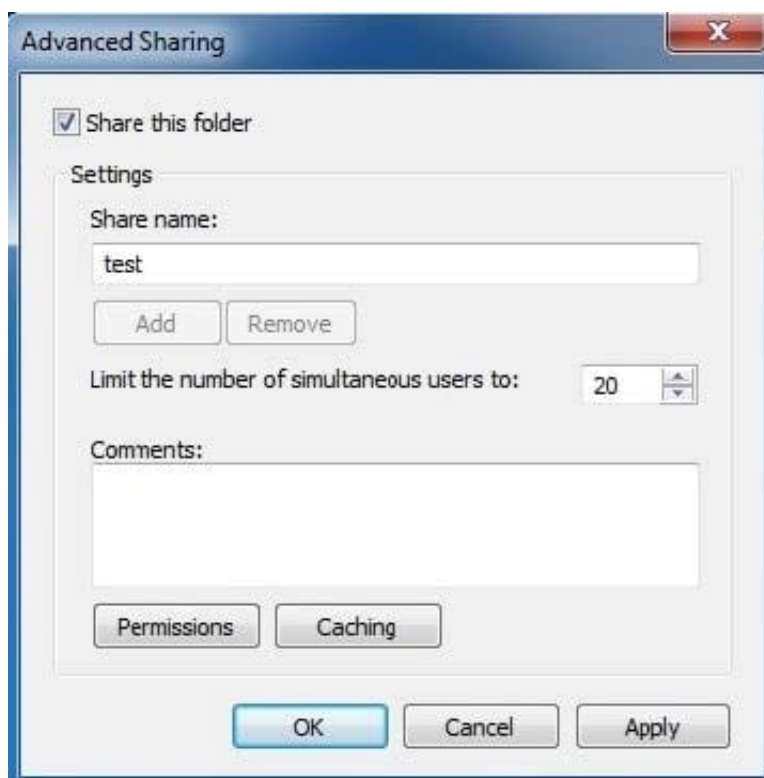 Advanced Sharing
x
Share this folder
Settings
Share name:
test
Add Remove
Limit the number of simultaneous users to: 20
Comments:
Permissions Caching
OK Cancel Apply